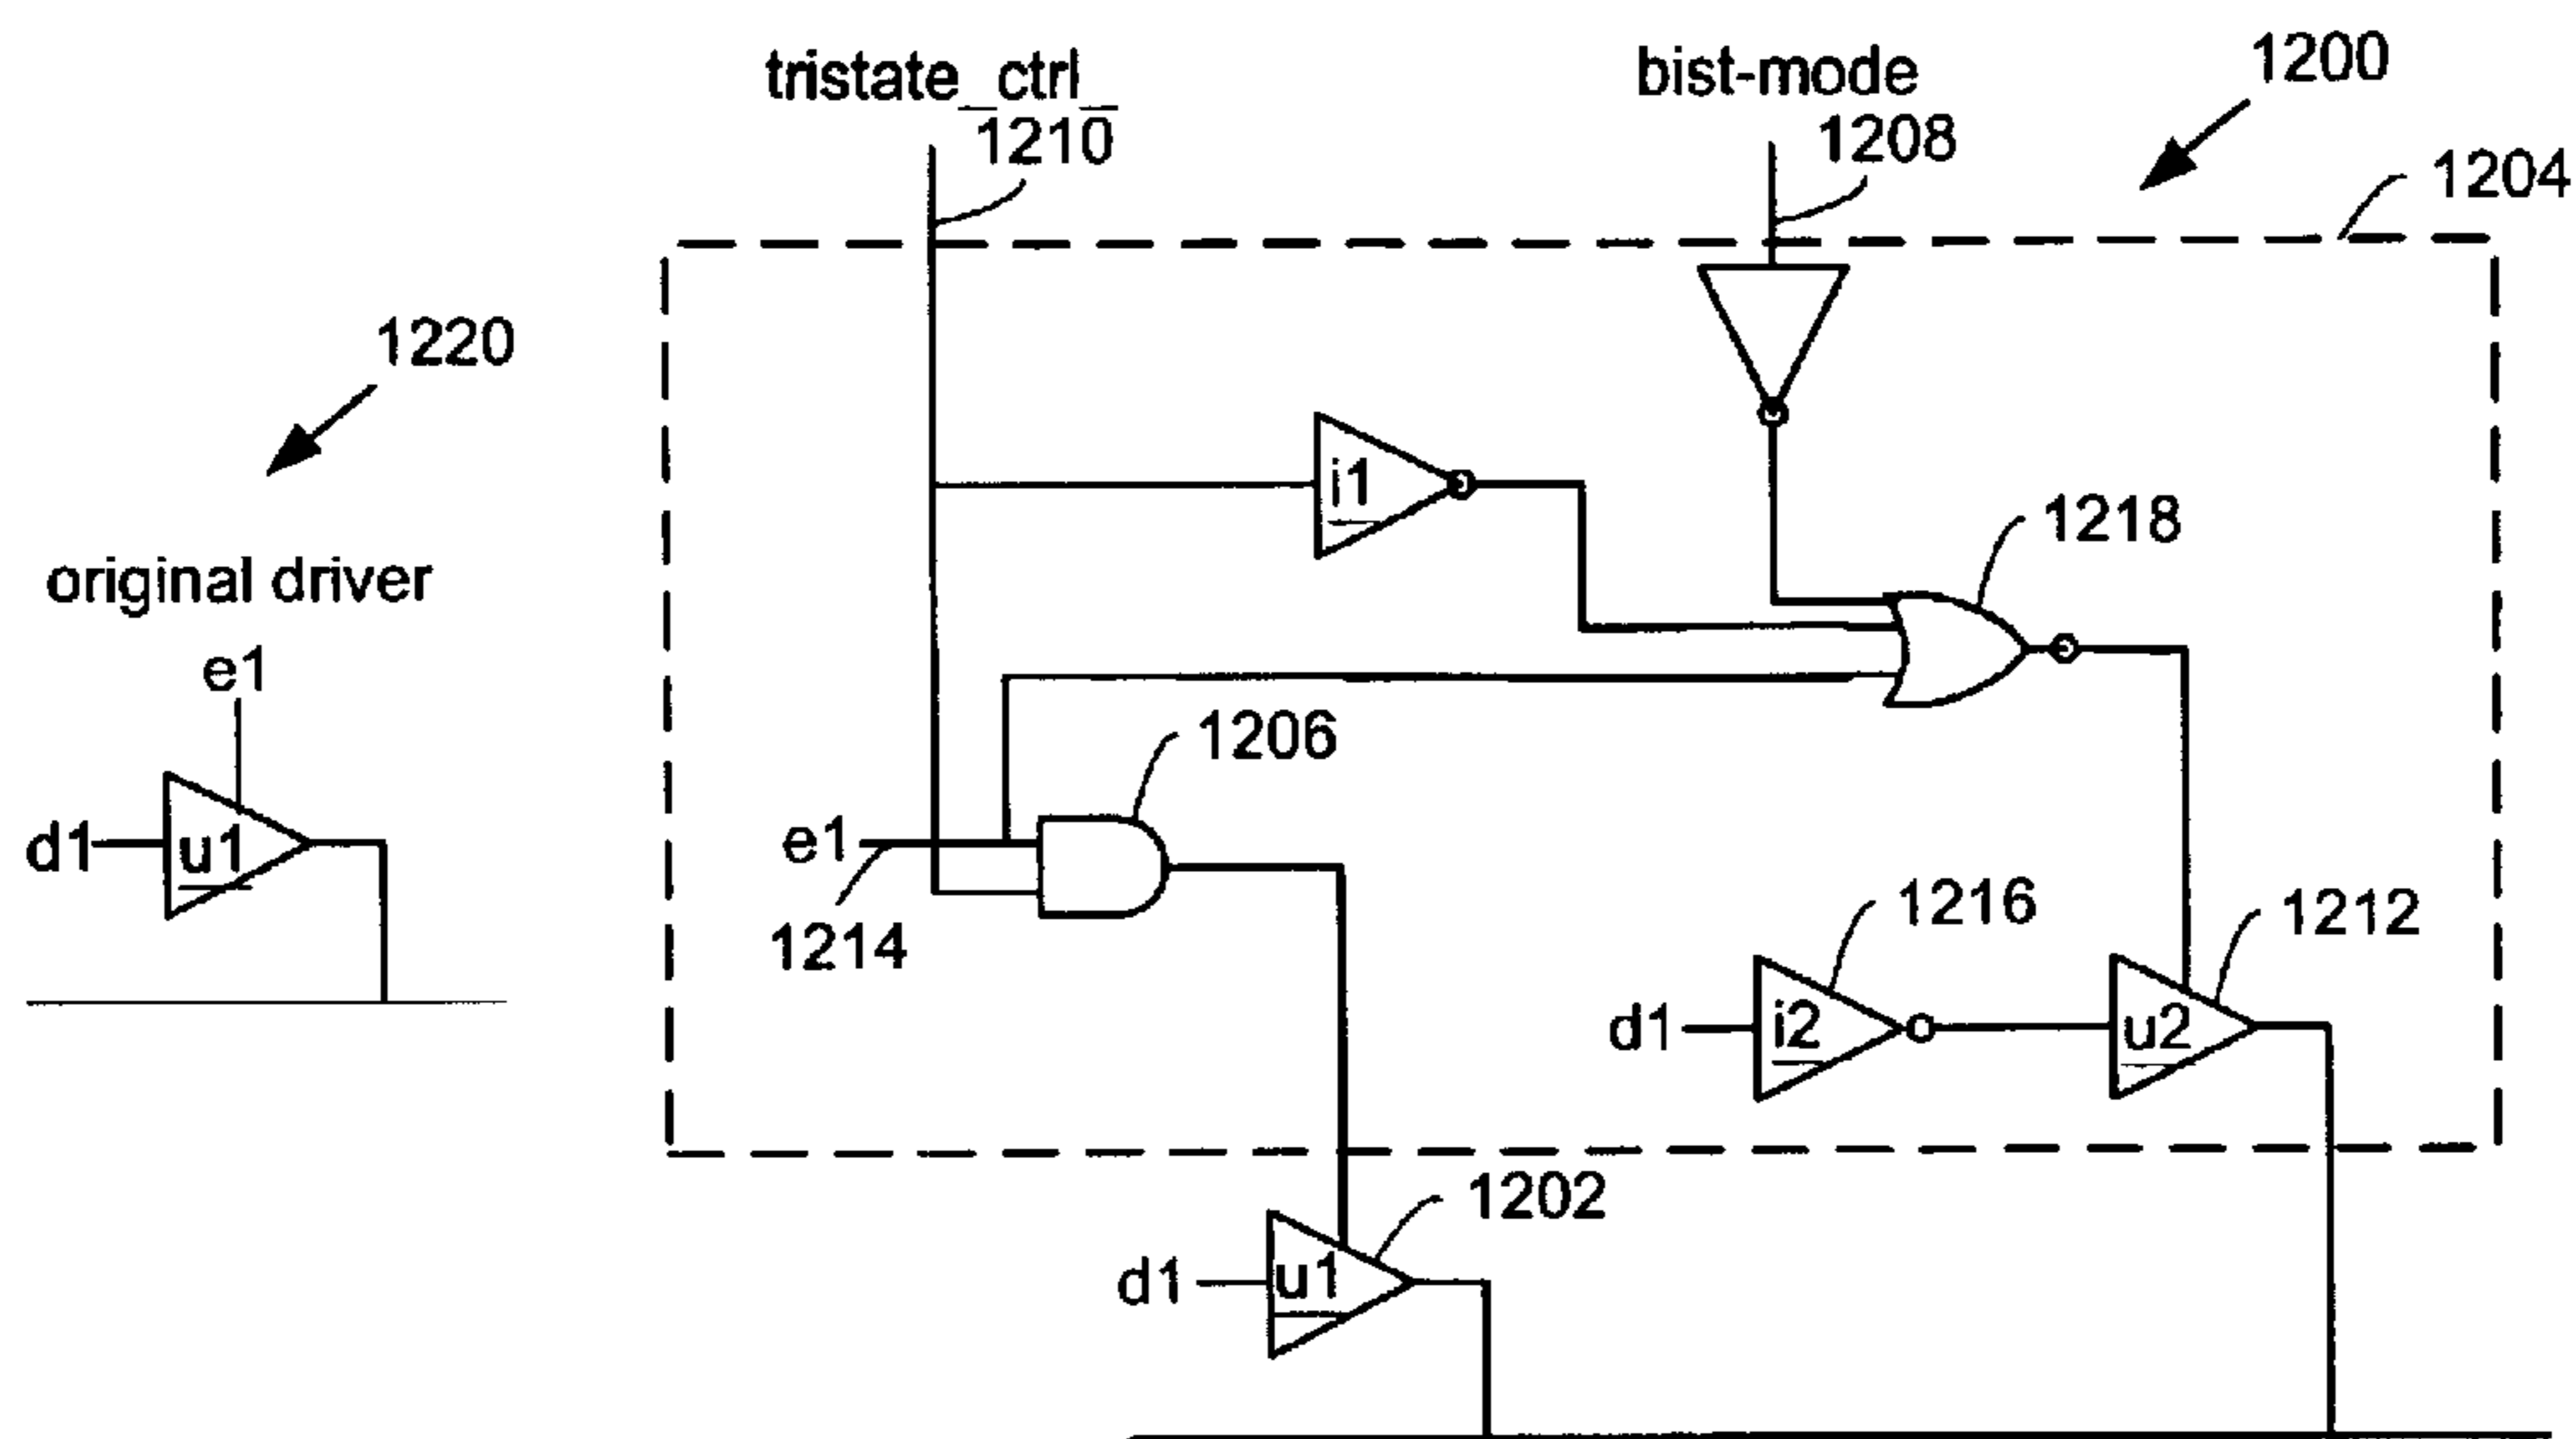 1200
tristate_ctrl_
bist-mode
1210
1208
1204
1220
i1
1218
original driver
e1
1206
d1
u1
e1
1214
1216
1212
d1
i2
u2
1202
d1
u1